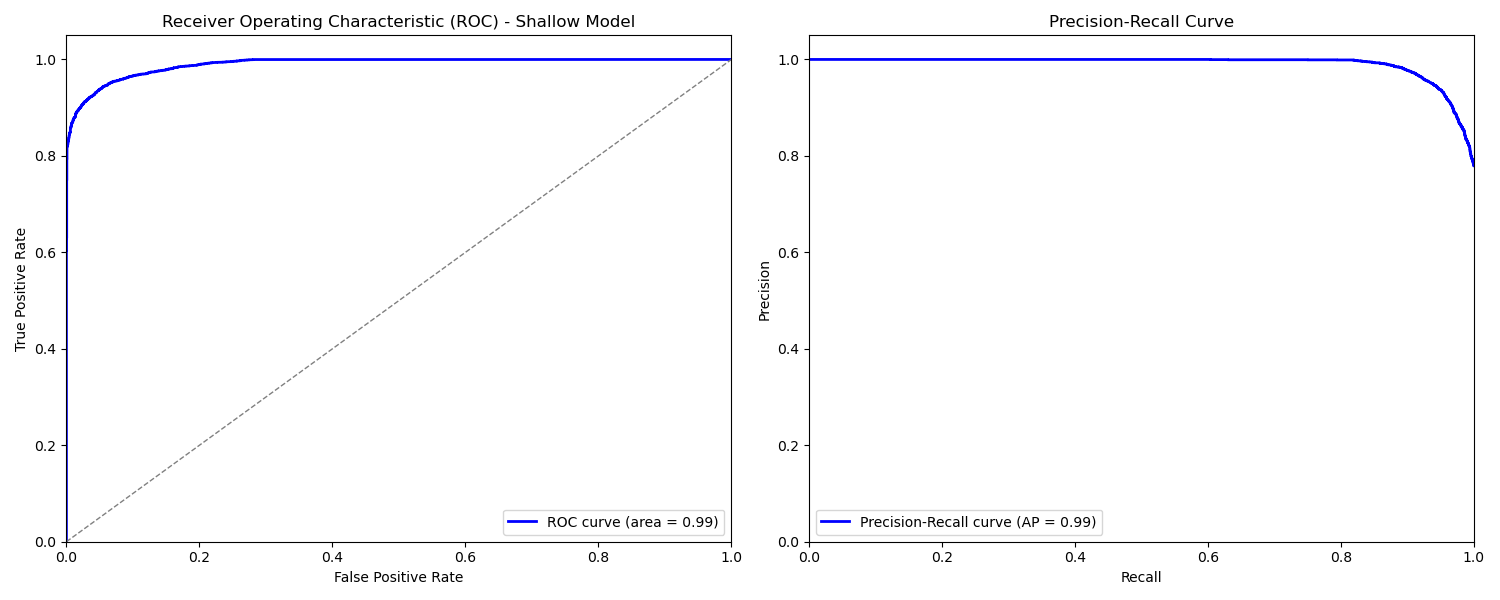 Receiver Operating Characteristic (ROC) - Shallow Model
True Positive Rate
1.0
0.8
0.6
0.4
0.2
0.0
ROC curve (area = 0.99)
0.0 0.2 0.4 0.6 0.8 1.0
False Positive Rate
Precision-Recall Curve
Precision
1.0
0.8
0.6
0.4
0.2
0.0
Precision-Recall curve (AP = 0.99)
0.0 0.2 0.4 0.6 0.8 1.0
Recall